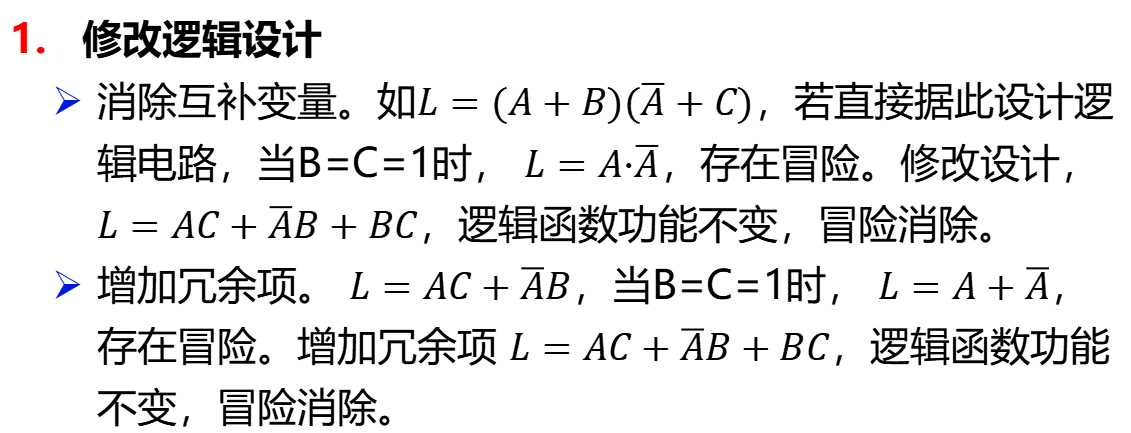 1. 修改逻辑设计
➢ 消除互补变量。如L = (A + B)(A̅ + C)，若直接据此设计逻
辑电路，当B=C=1时， L = A·A̅，存在冒险。修改设计，
L = AC + A̅B + BC，逻辑函数功能不变，冒险消除。
➢ 增加冗余项。 L = AC + A̅B，当B=C=1时， L = A + A̅，
存在冒险。增加冗余项 L = AC + A̅B + BC，逻辑函数功能
不变，冒险消除。